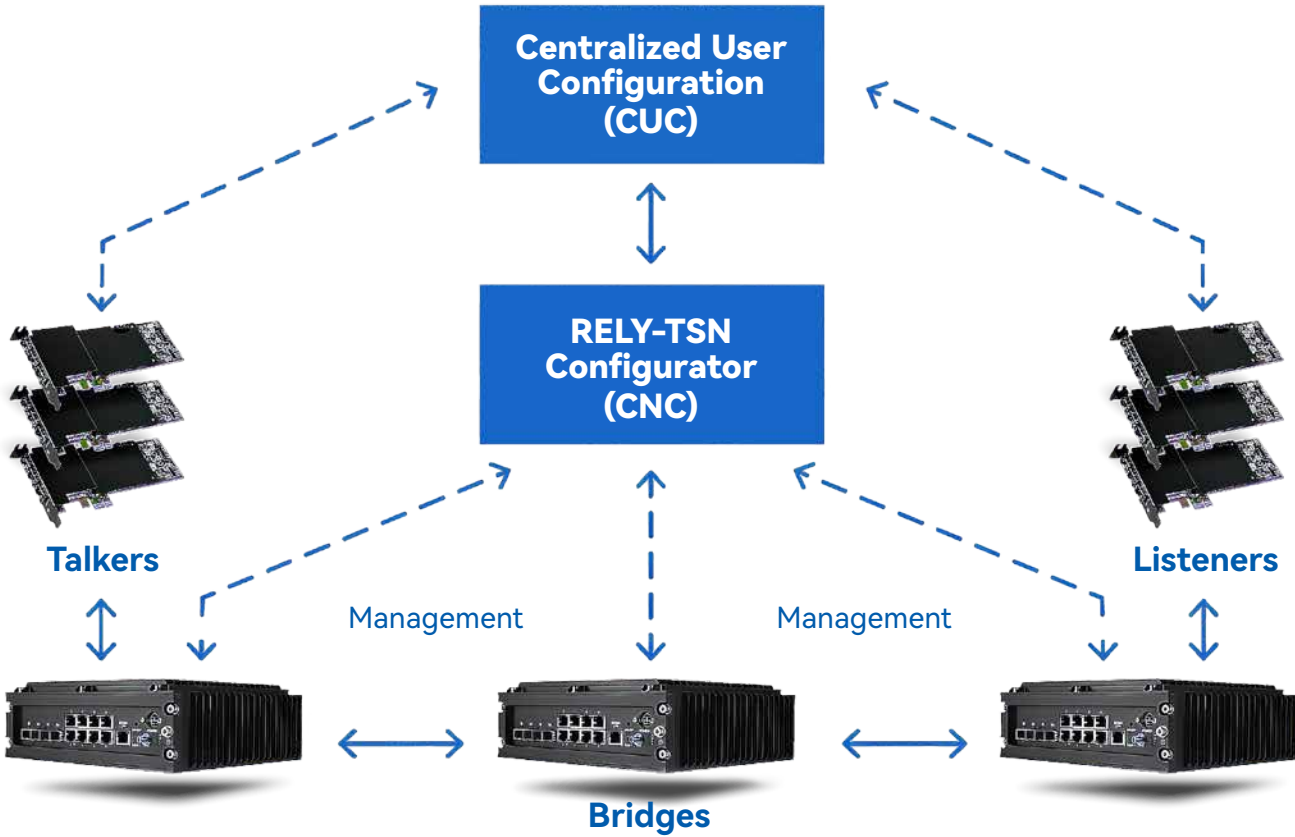 Centralized User
Configuration
(CUC)
RELY-TSN
Configurator
(CNC)
Talkers
Listeners
Management
Management
Bridges